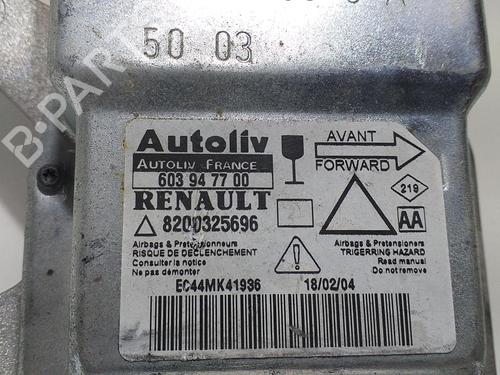 50 03
B-PARTS
Autoliv
AUTOLIV FRANCE
603 94 77 00
RENAULT
8200325696
AVANT
FORWARD
219
AA
Airbags & Pretensionneurs
RISQUE DE DECLENCHEMENT
Consulter la notice
Ne pas démonter
Airbags & Pretensioners
TRIGERRING HAZARD
Read manual
Do not remove
EC44MK41936
18/02/04